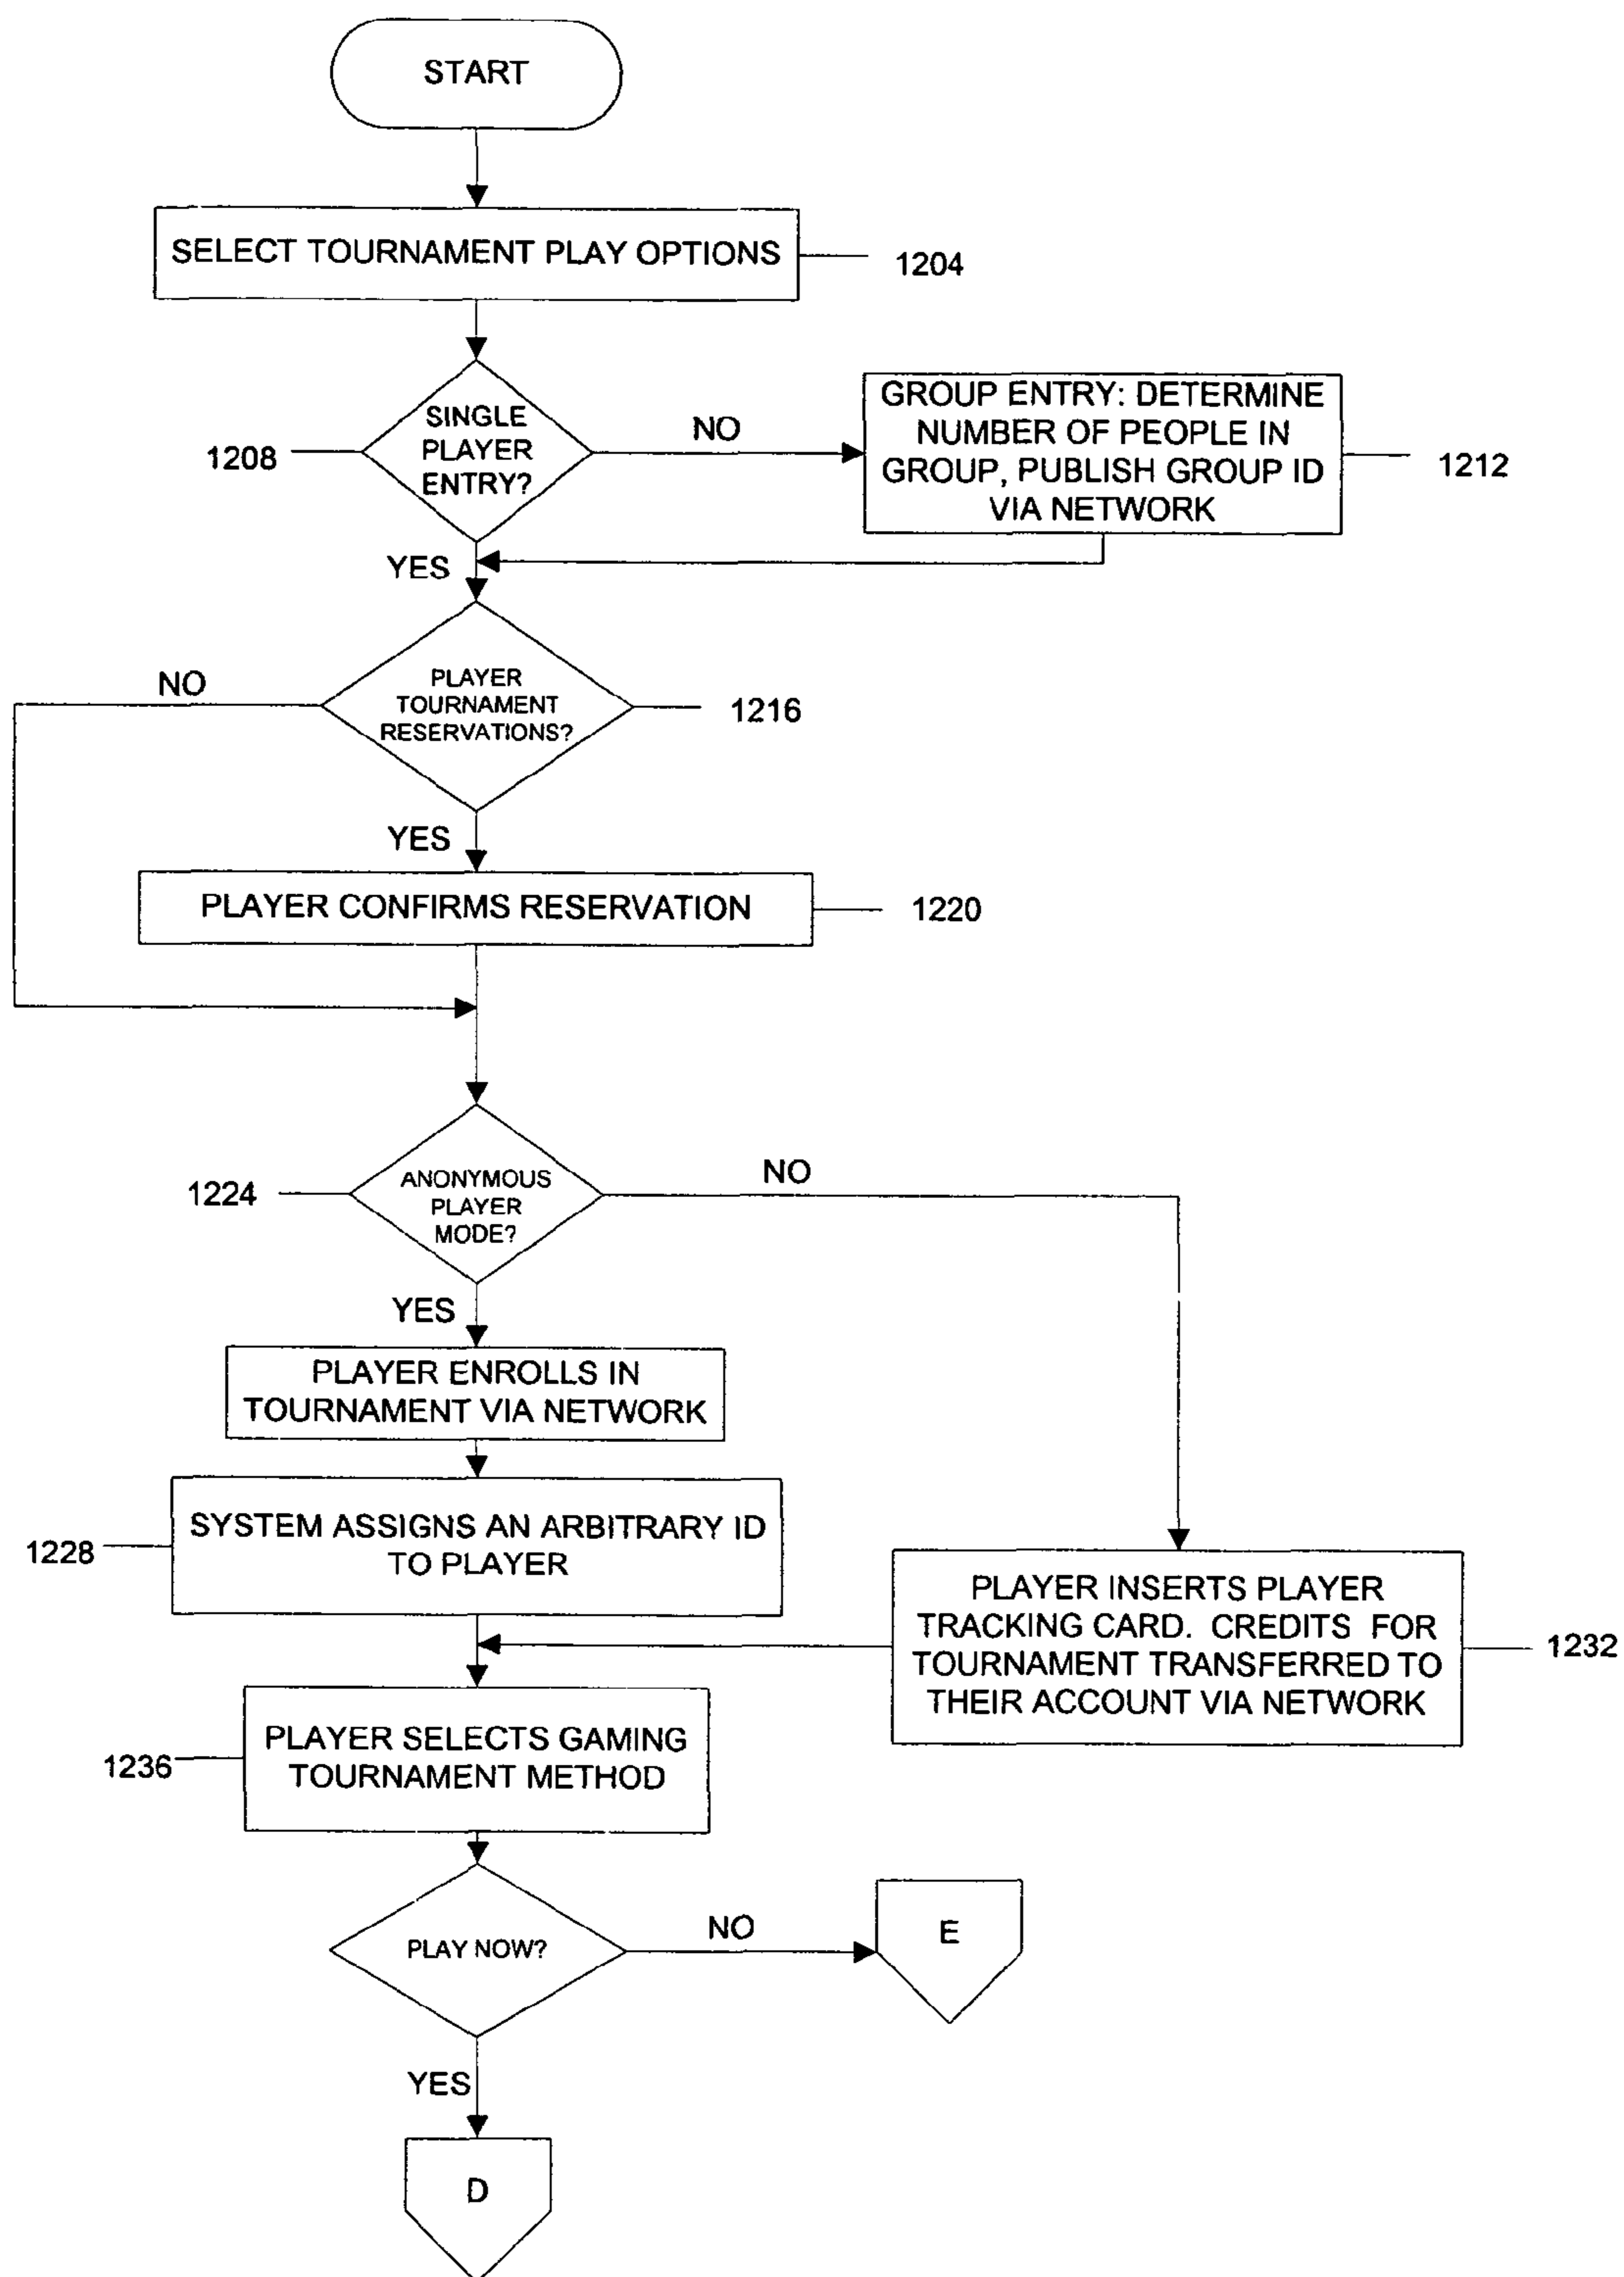 START
SELECT TOURNAMENT PLAY OPTIONS
1204
SINGLE
PLAYER
ENTRY?
1208
NO
GROUP ENTRY: DETERMINE
NUMBER OF PEOPLE IN
GROUP, PUBLISH GROUP ID
VIA NETWORK
1212
YES
PLAYER
TOURNAMENT
RESERVATIONS?
NO
1216
YES
PLAYER CONFIRMS RESERVATION
1220
ANONYMOUS
PLAYER
MODE?
1224
NO
YES
PLAYER ENROLLS IN
TOURNAMENT VIA NETWORK
SYSTEM ASSIGNS AN ARBITRARY ID
TO PLAYER
1228
PLAYER INSERTS PLAYER
TRACKING CARD. CREDITS FOR
TOURNAMENT TRANSFERRED TO
THEIR ACCOUNT VIA NETWORK
1232
PLAYER SELECTS GAMING
TOURNAMENT METHOD
1236
PLAY NOW?
NO
E
YES
D